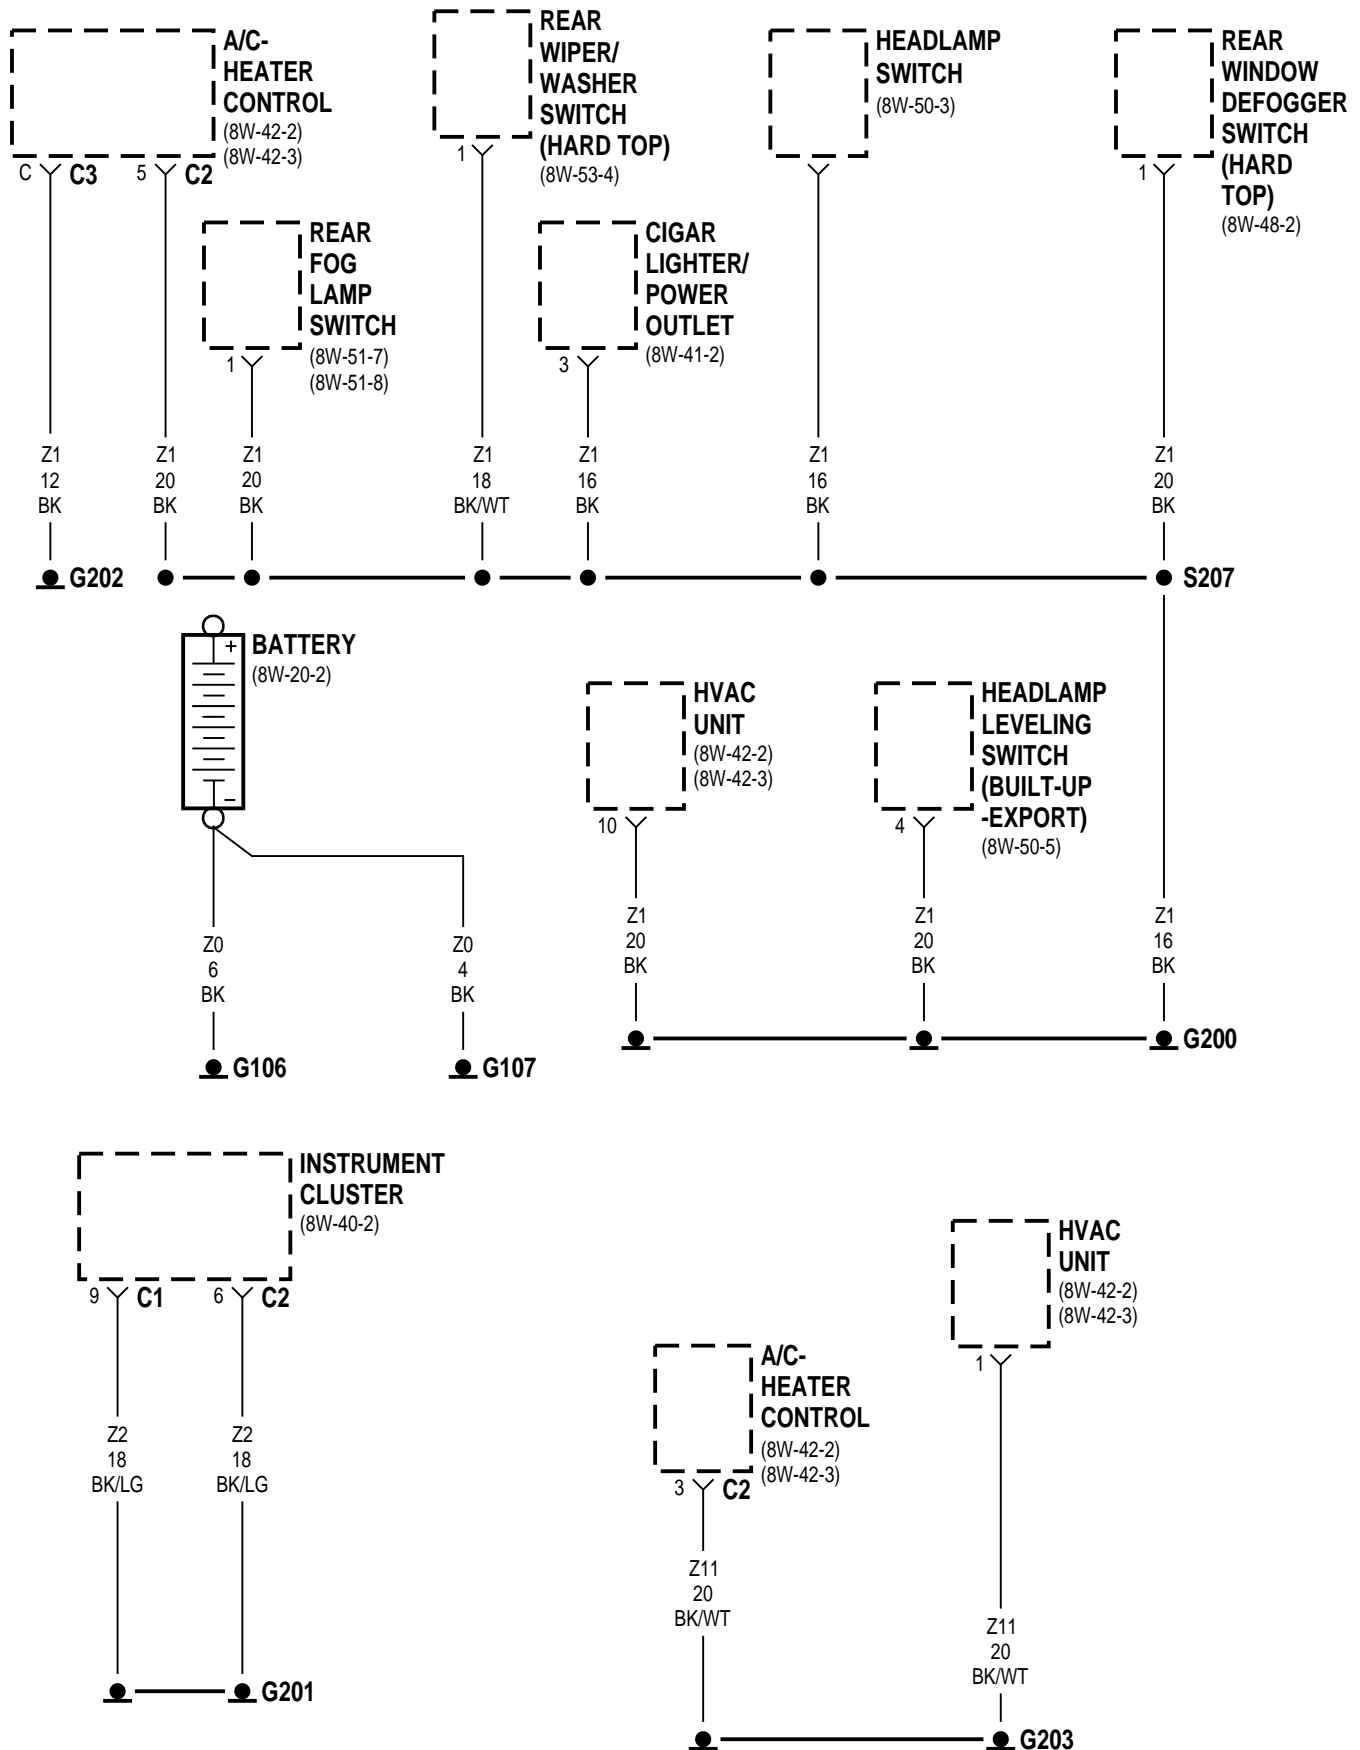 A/C-
HEATER
CONTROL
(8W-42-2)
(8W-42-3)
C
C3
5
C2
REAR
WIPER/
WASHER
SWITCH
(HARD TOP)
(8W-53-4)
1
HEADLAMP
SWITCH
(8W-50-3)
REAR
WINDOW
DEFOGGER
SWITCH
(HARD
TOP)
(8W-48-2)
1
REAR
FOG
LAMP
SWITCH
(8W-51-7)
(8W-51-8)
1
CIGAR
LIGHTER/
POWER
OUTLET
(8W-41-2)
3
Z1
12
BK
Z1
20
BK
Z1
20
BK
Z1
18
BK/WT
Z1
16
BK
Z1
16
BK
Z1
20
BK
G202
S207
+
BATTERY
(8W-20-2)
−
HVAC
UNIT
(8W-42-2)
(8W-42-3)
10
HEADLAMP
LEVELING
SWITCH
(BUILT-UP
-EXPORT)
(8W-50-5)
4
Z0
6
BK
Z0
4
BK
Z1
20
BK
Z1
20
BK
Z1
16
BK
G106
G107
G200
INSTRUMENT
CLUSTER
(8W-40-2)
9
C1
6
C2
HVAC
UNIT
(8W-42-2)
(8W-42-3)
1
A/C-
HEATER
CONTROL
(8W-42-2)
(8W-42-3)
3
C2
Z2
18
BK/LG
Z2
18
BK/LG
Z11
20
BK/WT
Z11
20
BK/WT
G201
G203